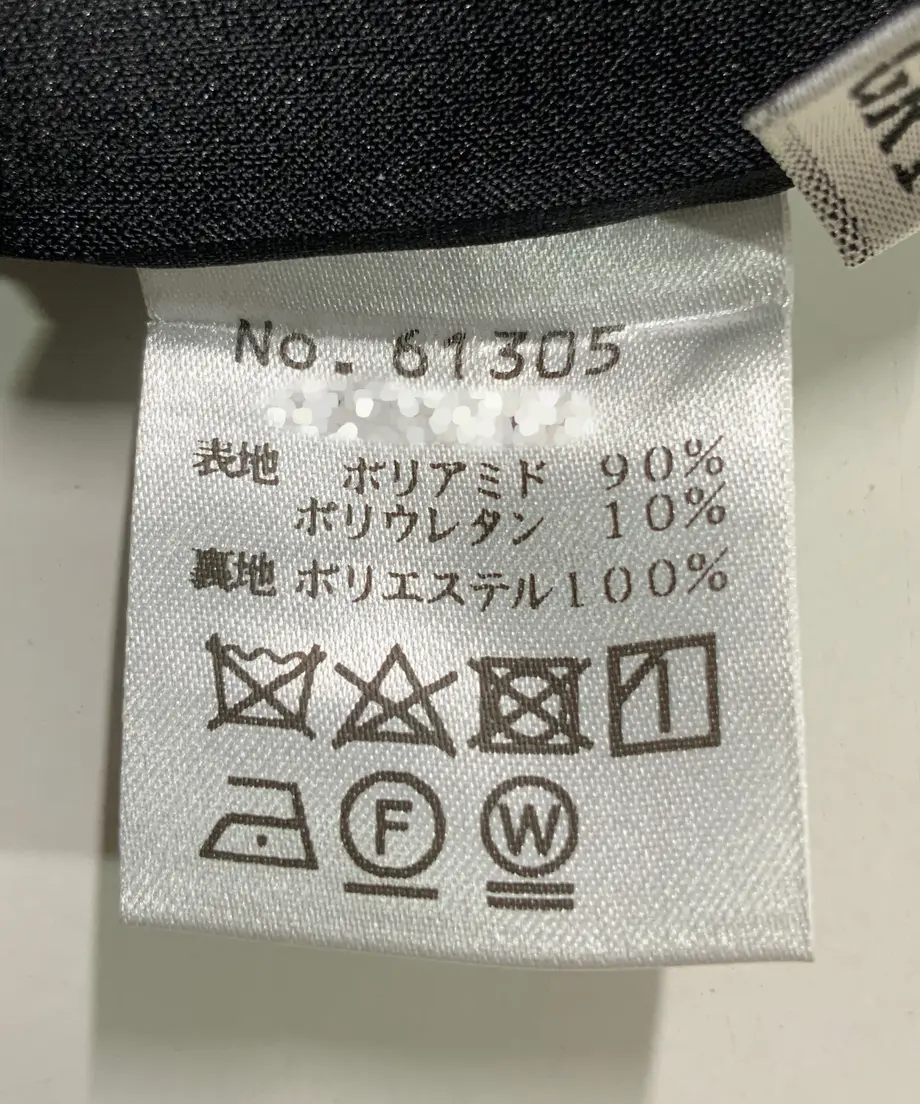 No. 61305
表地 ポリアミド 90%
ポリウレタン 10%
裏地 ポリエステル100%
F W